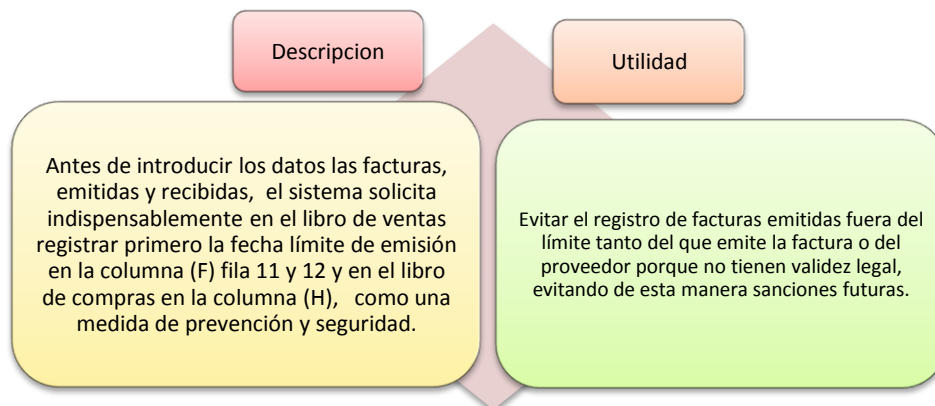 Descripcion
Utilidad
Antes de introducir los datos las facturas,
emitidas y recibidas, el sistema solicita
indispensablemente en el libro de ventas
registrar primero la fecha límite de emisión
en la columna (F) fila 11 y 12 y en el libro
de compras en la columna (H), como una
medida de prevención y seguridad.
Evitar el registro de facturas emitidas fuera del
límite tanto del que emite la factura o del
proveedor porque no tienen validez legal,
evitando de esta manera sanciones futuras.